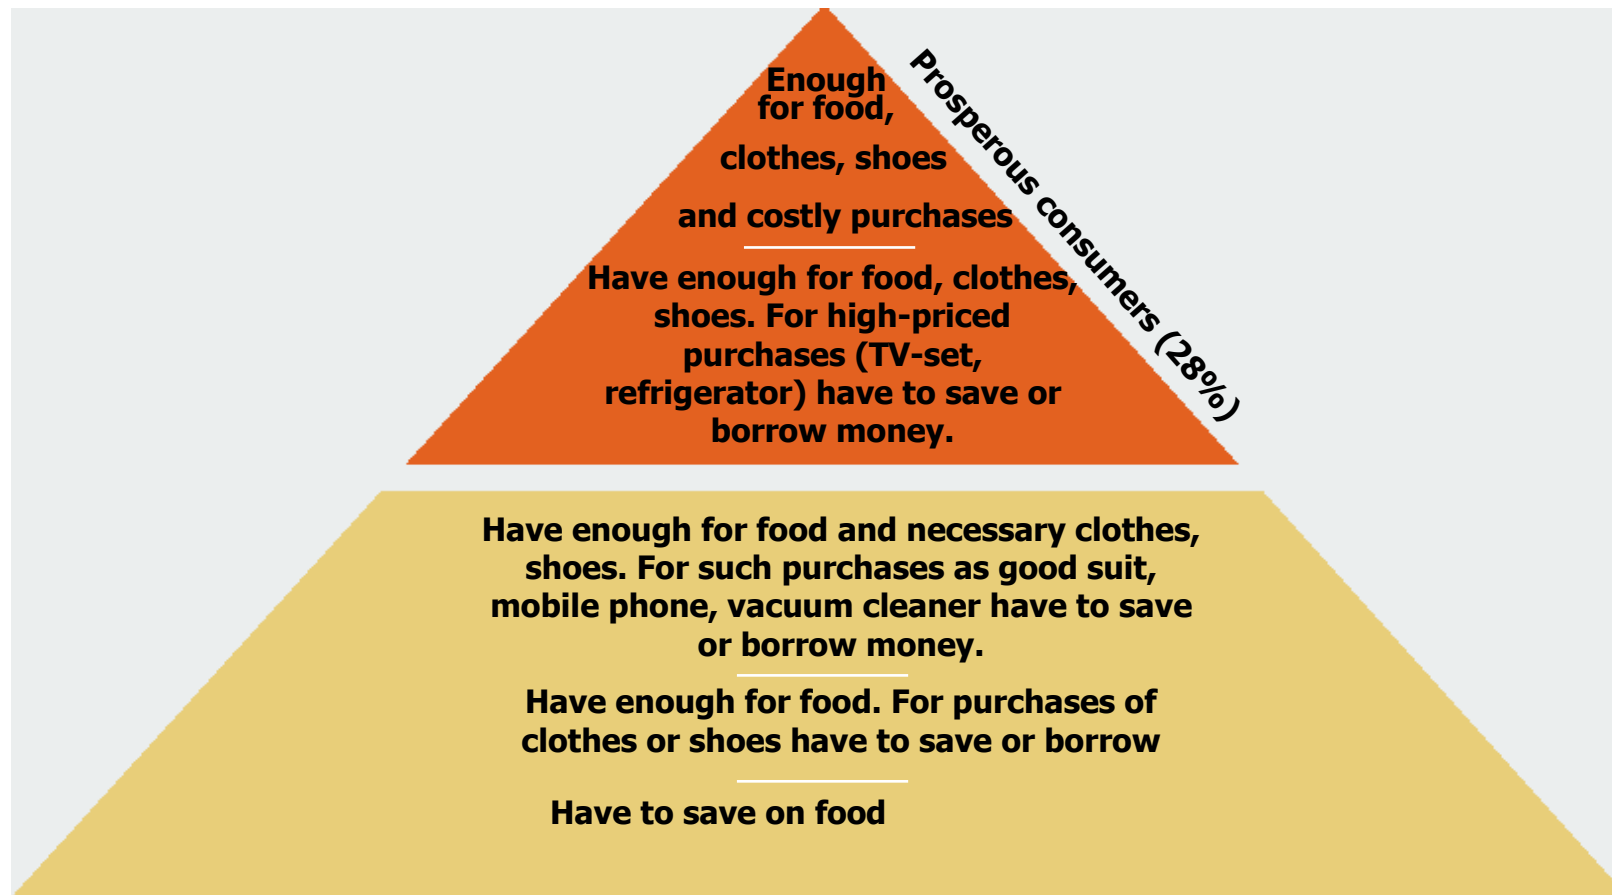 Enough
for food,
clothes, shoes
and costly purchases
Prosperous consumers (28%)
Have enough for food, clothes,
shoes. For high-priced
purchases (TV-set,
refrigerator) have to save or
borrow money.
Have enough for food and necessary clothes,
shoes. For such purchases as good suit,
mobile phone, vacuum cleaner have to save
or borrow money.
Have enough for food. For purchases of
clothes or shoes have to save or borrow
Have to save on food